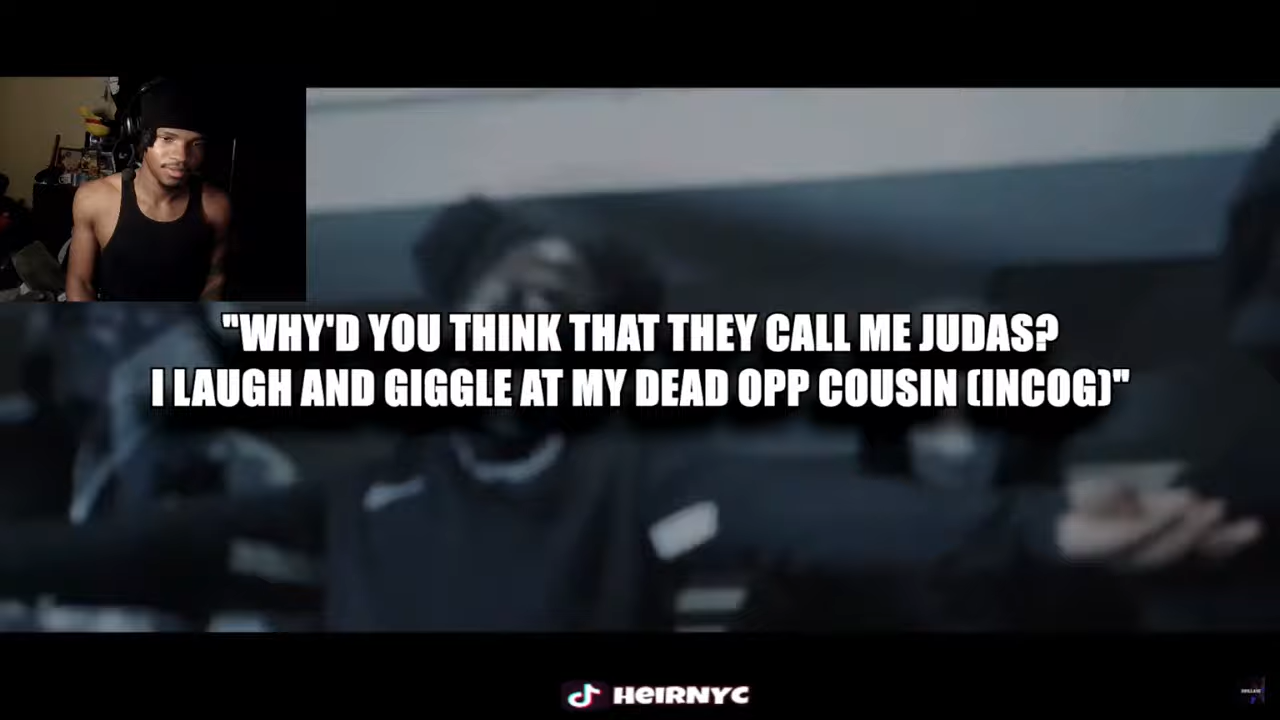 "WHY'D YOU THINK THAT THEY CALL ME JUDAS?
I LAUGH AND GIGGLE AT MY DEAD OPP COUSIN (INCOG)"
HEIRNYC